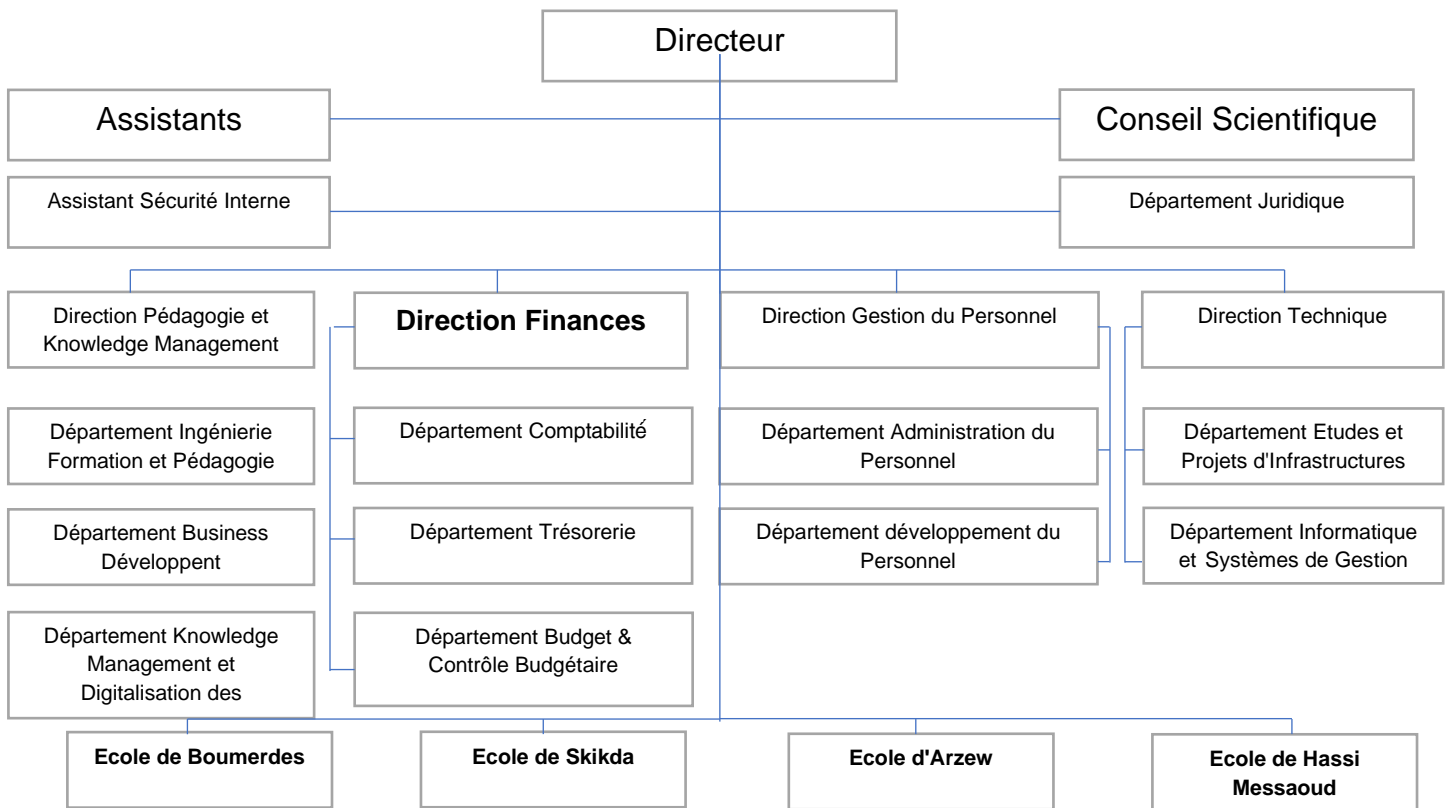 Directeur
Assistants
Conseil Scientifique
Assistant Sécurité Interne
Département Juridique
Direction Pédagogie et
Knowledge Management
Direction Finances
Direction Gestion du Personnel
Direction Technique
Département Ingénierie
Formation et Pédagogie
Département Comptabilité
Département Administration du
Personnel
Département Etudes et
Projets d'Infrastructures
Département Business
Développent
Département Trésorerie
Département développement du
Personnel
Département Informatique
et Systèmes de Gestion
Département Knowledge
Management et
Digitalisation des
Département Budget &
Contrôle Budgétaire
Ecole de Boumerdes
Ecole de Skikda
Ecole d'Arzew
Ecole de Hassi
Messaoud